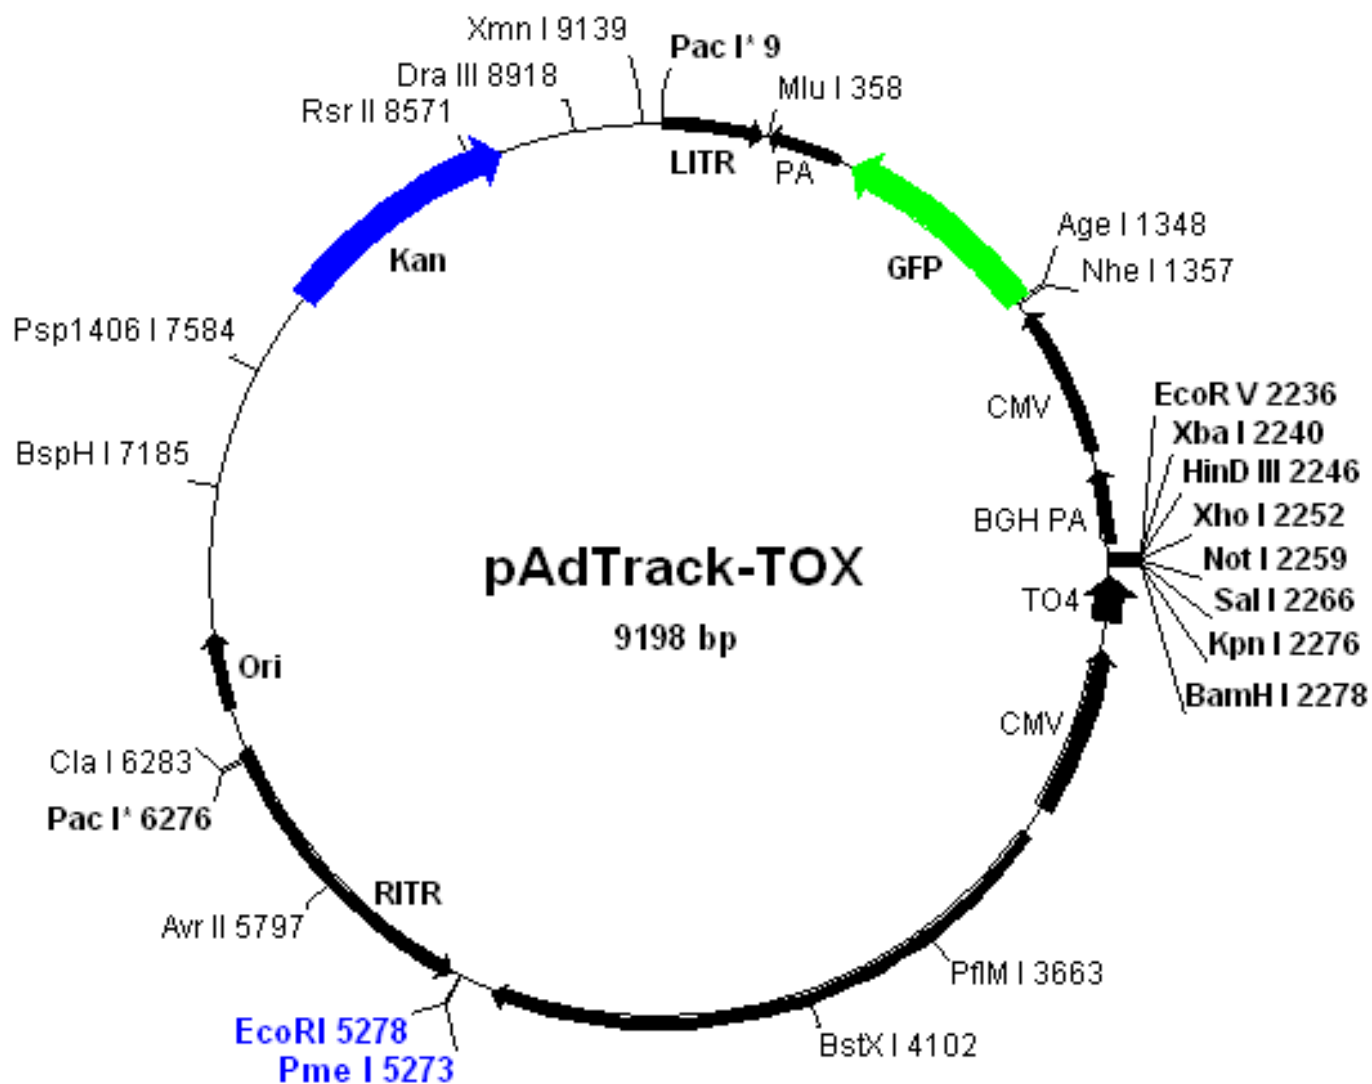 Xmn I 9139
Pac I* 9
Dra III 8918
Mlu I 358
Rsr II 8571
LITR
PA
Kan
GFP
Age I 1348
Nhe I 1357
Psp1406 I 7584
CMV
EcoR V 2236
Xba I 2240
BspH I 7185
HinD III 2246
BGH PA
Xho I 2252
Not I 2259
pAdTrack-TOX
TO4
Sal I 2266
9198 bp
Kpn I 2276
Ori
BamH I 2278
CMV
Cla I 6283
Pac I* 6276
RITR
Avr II 5797
PflM I 3663
EcoRI 5278
BstX I 4102
Pme I 5273